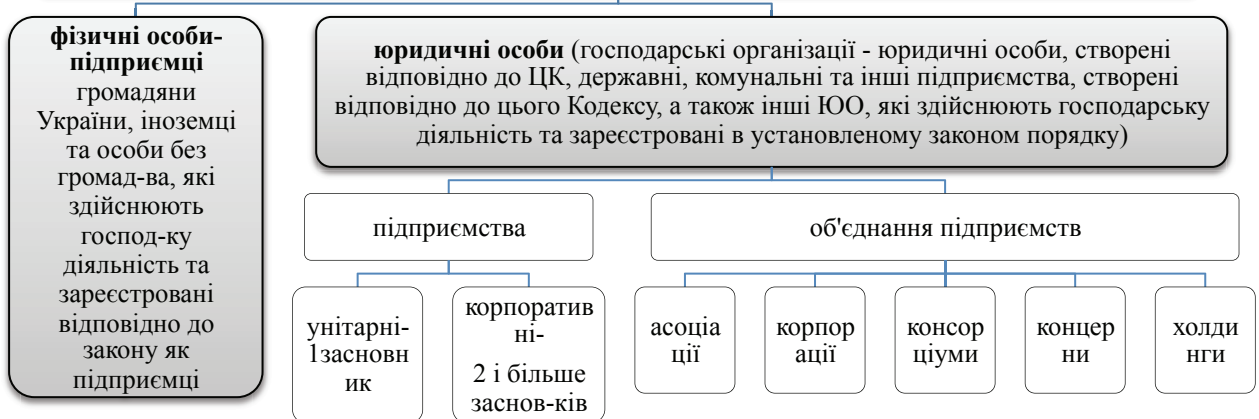 фізичні особи-
підприємці
громадяни
України, іноземці
та особи без
громад-ва, які
здійснюють
господ-ку
діяльність та
зареєстровані
відповідно до
закону як
підприємці
юридичні особи (господарські організації - юридичні особи, створені
відповідно до ЦК, державні, комунальні та інші підприємства, створені
відповідно до цього Кодексу, а також інші ЮО, які здійснюють господарську
діяльність та зареєстровані в установленому законом порядку)
підприємства
об'єднання підприємств
унітарні-
1засновн
ик
корпоратив
ні-
2 і більше
заснов-ків
асоціа
ції
корпор
ації
консор
ціуми
концер
ни
холди
нги